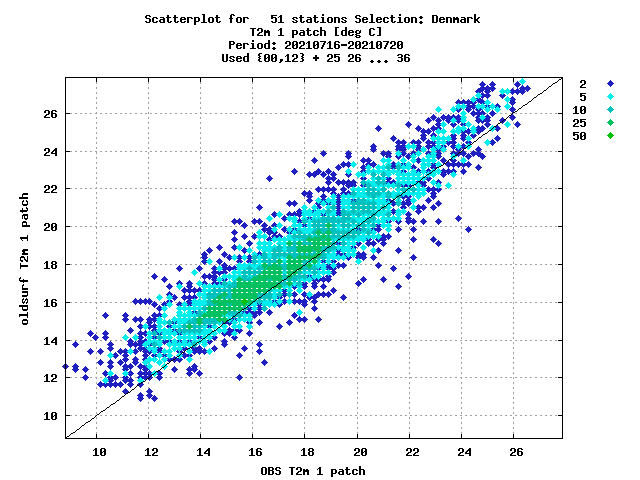 Scatterplot for   51 stations Selection: Denmark
T2m 1 patch [deg C]
Period: 20210716-20210720
Used {00,12} + 25 26 ... 36
2
5
10
25
50
26
24
22
20
18
16
14
12
10
oldsurf T2m 1 patch
10 12 14 16 18 20 22 24 26
OBS T2m 1 patch